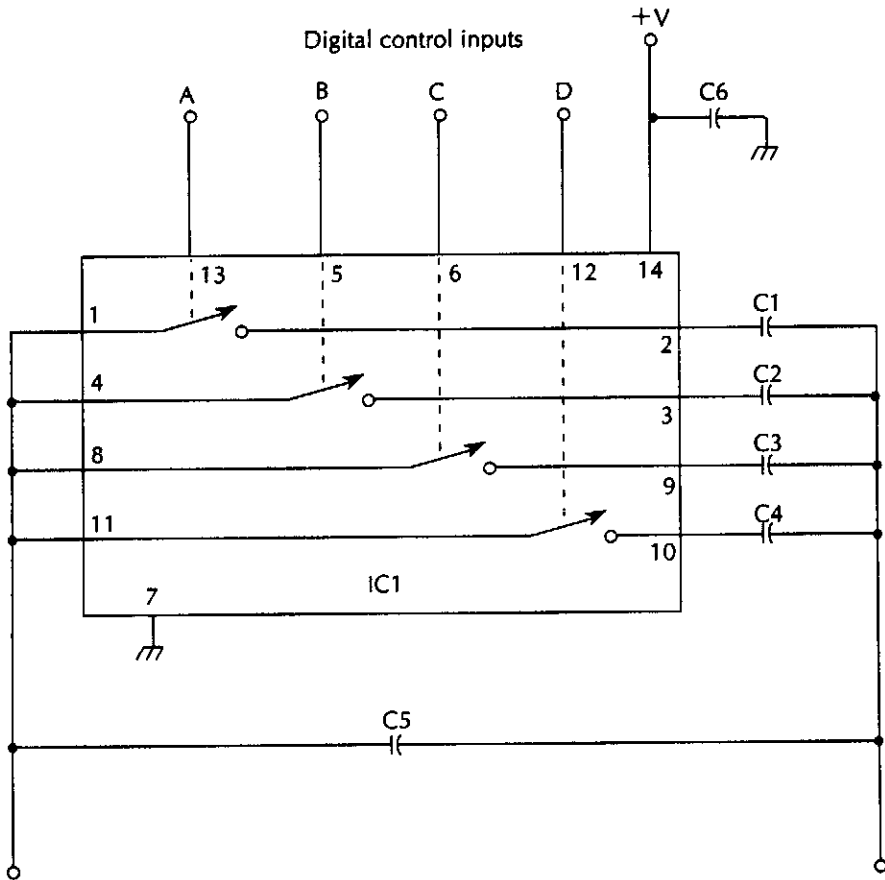 +V
Digital control inputs
A B C D C6
13 5 6 12 14
1 2 C1
4 3 C2
8 9 C3
11 10 C4
7 IC1
C5